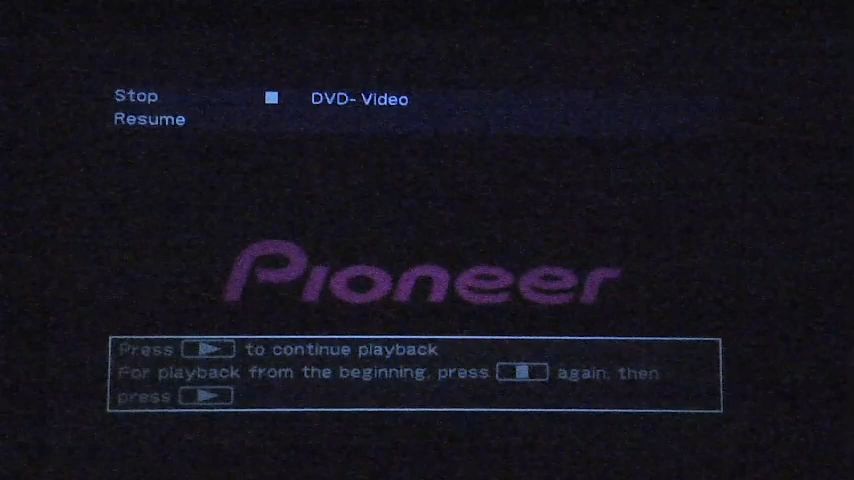 Stop ■ DVD-Video
Resume
Pioneer
Press ▶ to continue playback
For playback from the beginning, press ■ again, then
press ▶